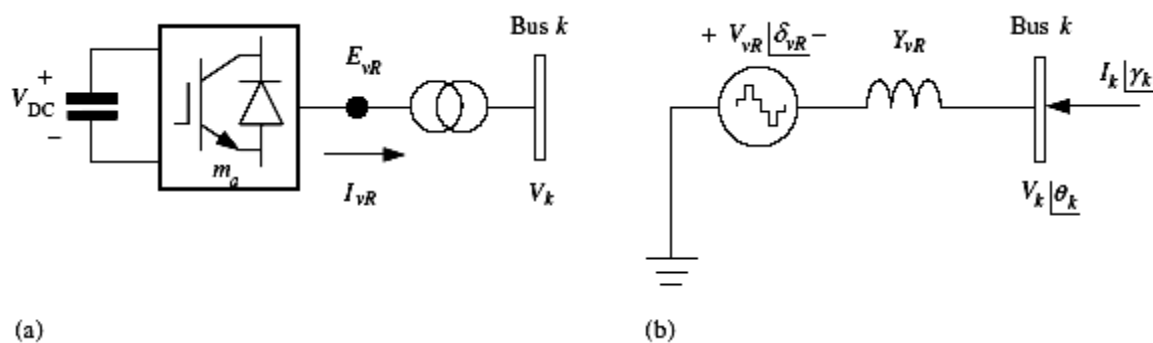 +
V_DC
−
m_a
E_vR
I_vR
Bus k
V_k
(a)
+ V_vR |δ_vR −
Y_vR
Bus k
I_k |γ_k
V_k |θ_k
(b)